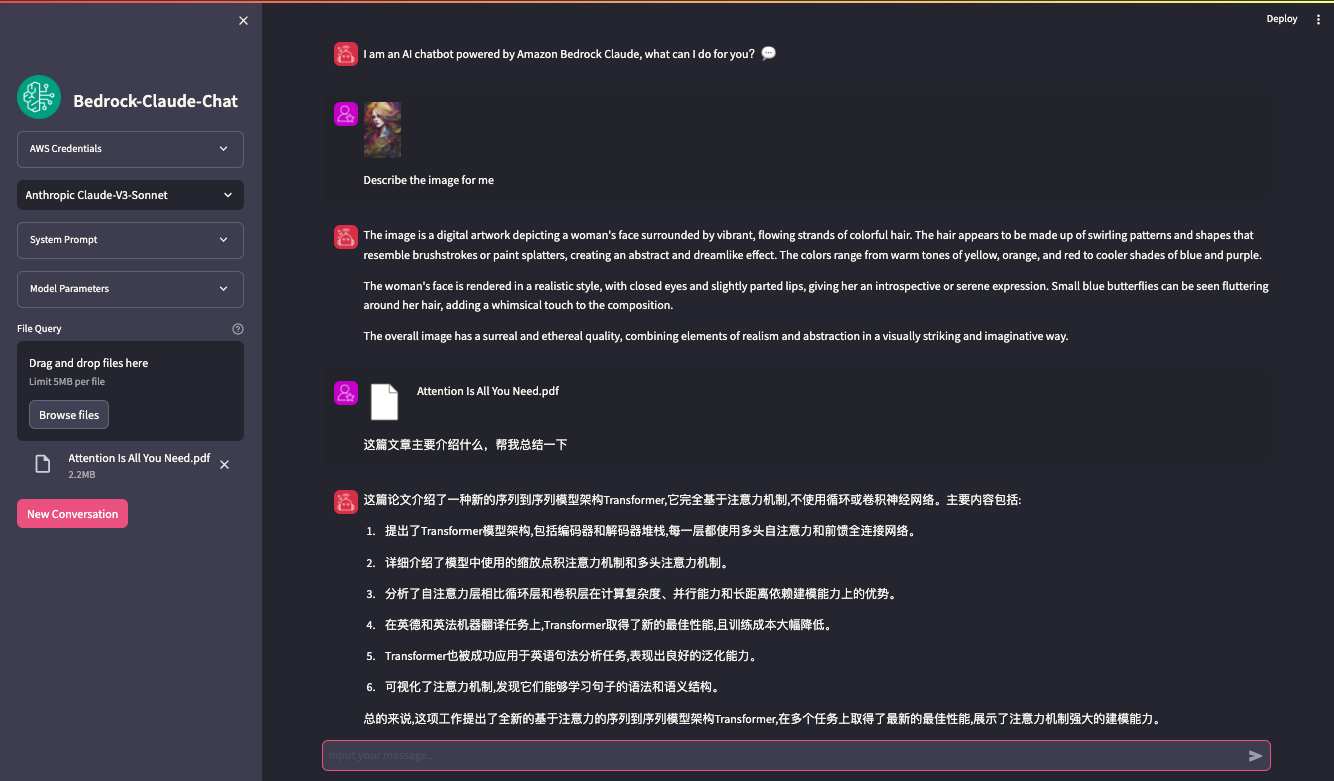 Deploy
Bedrock-Claude-Chat
AWS Credentials
Anthropic Claude-V3-Sonnet
System Prompt
Model Parameters
File Query
Drag and drop files here
Limit 5MB per file
Browse files
Attention Is All You Need.pdf
2.2MB
New Conversation
I am an AI chatbot powered by Amazon Bedrock Claude, what can I do for you? 💬
Describe the image for me
The image is a digital artwork depicting a woman's face surrounded by vibrant, flowing strands of colorful hair. The hair appears to be made up of swirling patterns and shapes that
resemble brushstrokes or paint splatters, creating an abstract and dreamlike effect. The colors range from warm tones of yellow, orange, and red to cooler shades of blue and purple.
The woman's face is rendered in a realistic style, with closed eyes and slightly parted lips, giving her an introspective or serene expression. Small blue butterflies can be seen fluttering
around her hair, adding a whimsical touch to the composition.
The overall image has a surreal and ethereal quality, combining elements of realism and abstraction in a visually striking and imaginative way.
Attention Is All You Need.pdf
这篇文章主要介绍什么，帮我总结一下
这篇论文介绍了一种新的序列到序列模型架构Transformer,它完全基于注意力机制,不使用循环或卷积神经网络。主要内容包括:
1. 提出了Transformer模型架构,包括编码器和解码器堆栈,每一层都使用多头自注意力和前馈全连接网络。
2. 详细介绍了模型中使用的缩放点积注意力机制和多头注意力机制。
3. 分析了自注意力层相比循环层和卷积层在计算复杂度、并行能力和长距离依赖建模能力上的优势。
4. 在英德和英法机器翻译任务上,Transformer取得了新的最佳性能,且训练成本大幅降低。
5. Transformer也被成功应用于英语句法分析任务,表现出良好的泛化能力。
6. 可视化了注意力机制,发现它们能够学习句子的语法和语义结构。
总的来说,这项工作提出了全新的基于注意力的序列到序列模型架构Transformer,在多个任务上取得了最新的最佳性能,展示了注意力机制强大的建模能力。
Input your message...